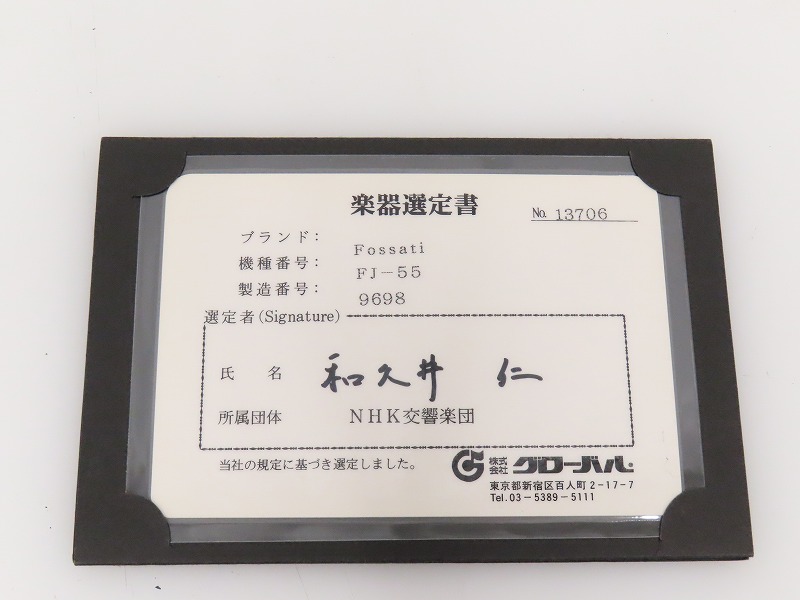 楽器選定書
No. 13706
ブランド： Fossati
機種番号： FJ-55
製造番号： 9698
選定者(Signature)
氏 名 和久井 仁
所属団体 NHK交響楽団
当社の規定に基づき選定しました。
株式会社 グローバル
東京都新宿区百人町2-17-7
Tel.03-5389-5111